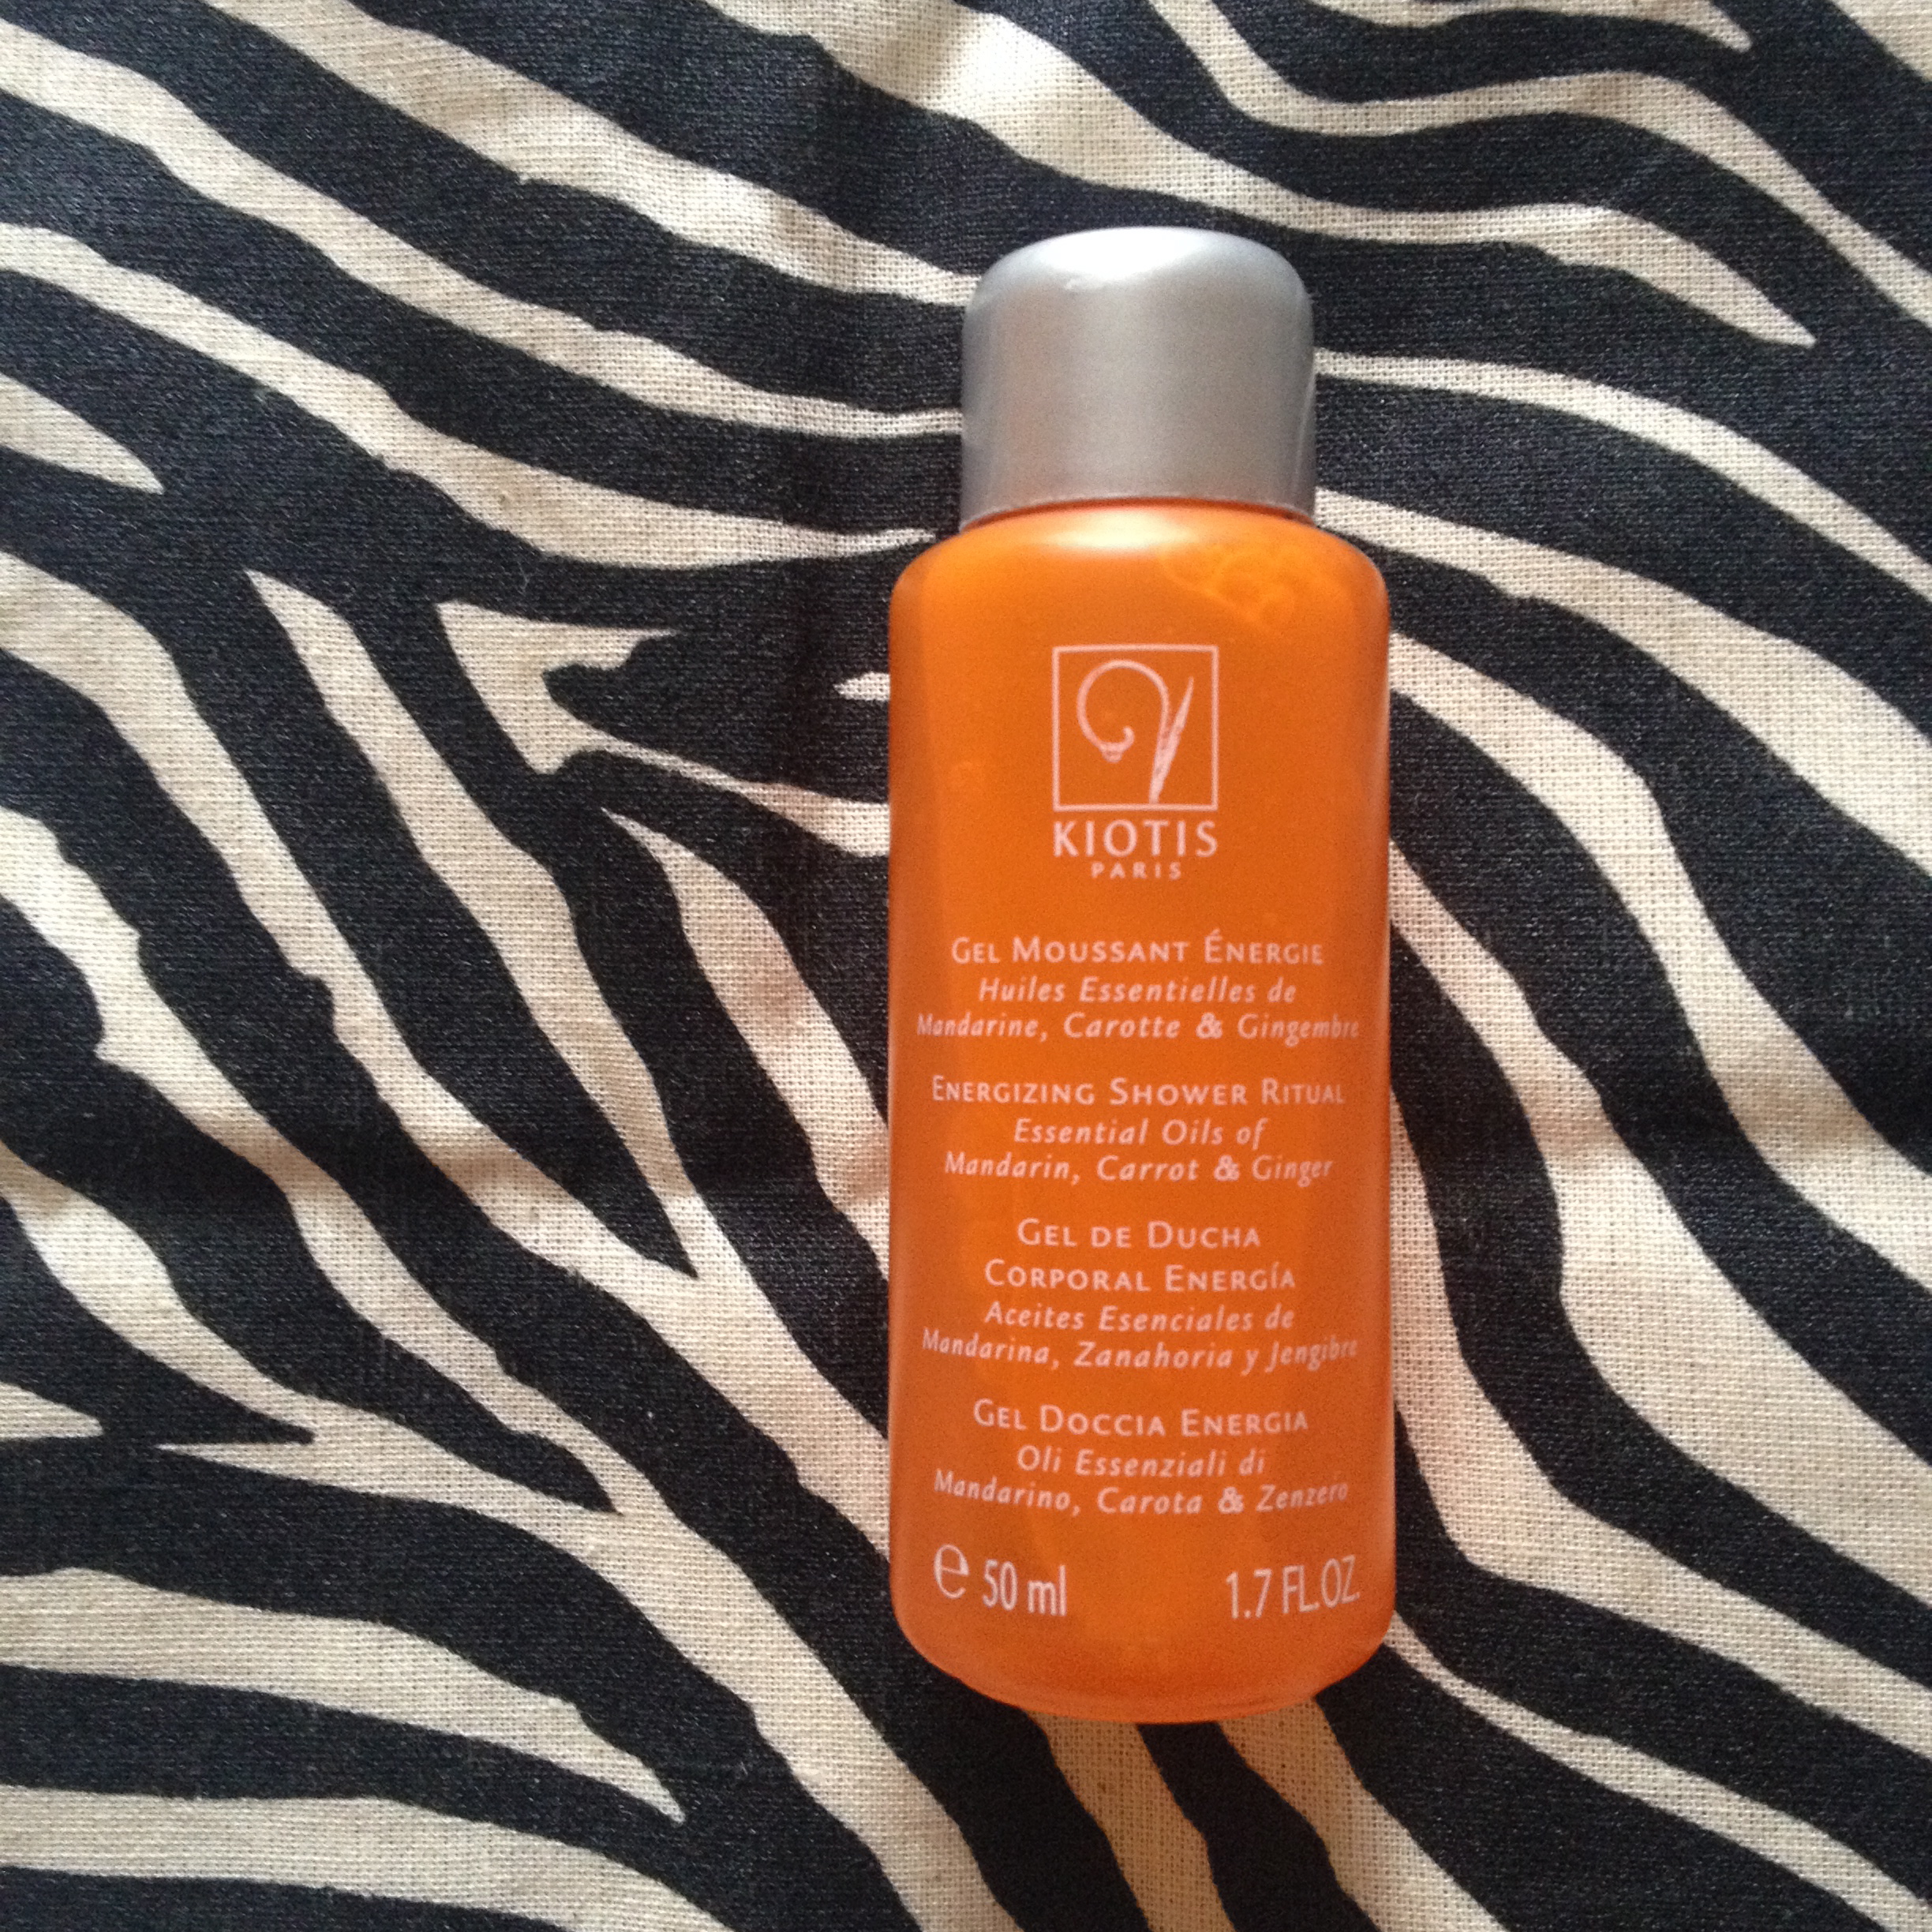 KIOTIS
PARIS
GEL MOUSSANT ÉNERGIE
Huiles Essentielles de
Mandarine, Carotte & Gingembre
ENERGIZING SHOWER RITUAL
Essential Oils of
Mandarin, Carrot & Ginger
GEL DE DUCHA
CORPORAL ENERGÍA
Aceites Esenciales de
Mandarina, Zanahoria y Jengibre
GEL DOCCIA ENERGIA
Oli Essenziali di
Mandarino, Carota & Zenzero
℮ 50 ml 1.7 FL.OZ.